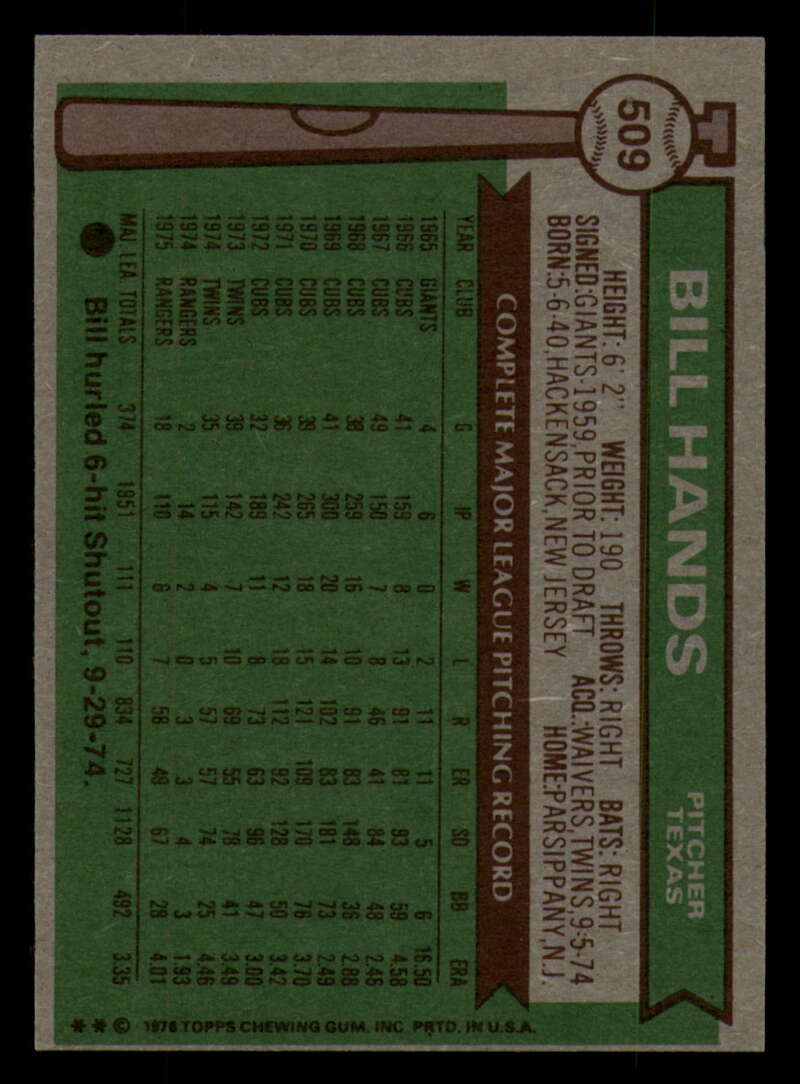 509
BILL HANDS
PITCHER
TEXAS
HEIGHT: 6' 2" WEIGHT: 190 THROWS: RIGHT BATS: RIGHT
SIGNED: GIANTS-1959, PRIOR TO DRAFT ACQ.: WAIVERS, TWINS, 9-5-74
BORN: 5-6-40, HACKENSACK, NEW JERSEY HOME: PARSIPPANY, N.J.
COMPLETE MAJOR LEAGUE PITCHING RECORD
YEAR CLUB G IP W L R ER SO BB ERA
1965 GIANTS 4 6 0 2 11 11 5 6 16.50
1966 CUBS 41 159 8 13 91 81 93 59 4.58
1967 CUBS 49 150 7 8 46 41 84 48 2.46
1968 CUBS 38 259 16 10 91 83 148 36 2.88
1969 CUBS 41 300 20 14 102 83 181 73 2.49
1970 CUBS 39 265 18 15 121 109 170 76 3.70
1971 CUBS 36 242 12 18 112 92 128 50 3.42
1972 CUBS 32 189 11 8 73 63 96 47 3.00
1973 TWINS 39 142 7 10 69 55 78 41 3.49
1974 TWINS 35 115 4 5 57 57 74 25 4.46
1974 RANGERS 2 14 2 0 3 3 4 3 1.93
1975 RANGERS 18 110 6 7 58 49 67 28 4.01
MAJ. LEA. TOTALS 374 1951 111 110 834 727 1128 492 3.35
Bill hurled 6-hit Shutout, 9-29-74.
** © 1976 TOPPS CHEWING GUM, INC. PRTD. IN U.S.A.